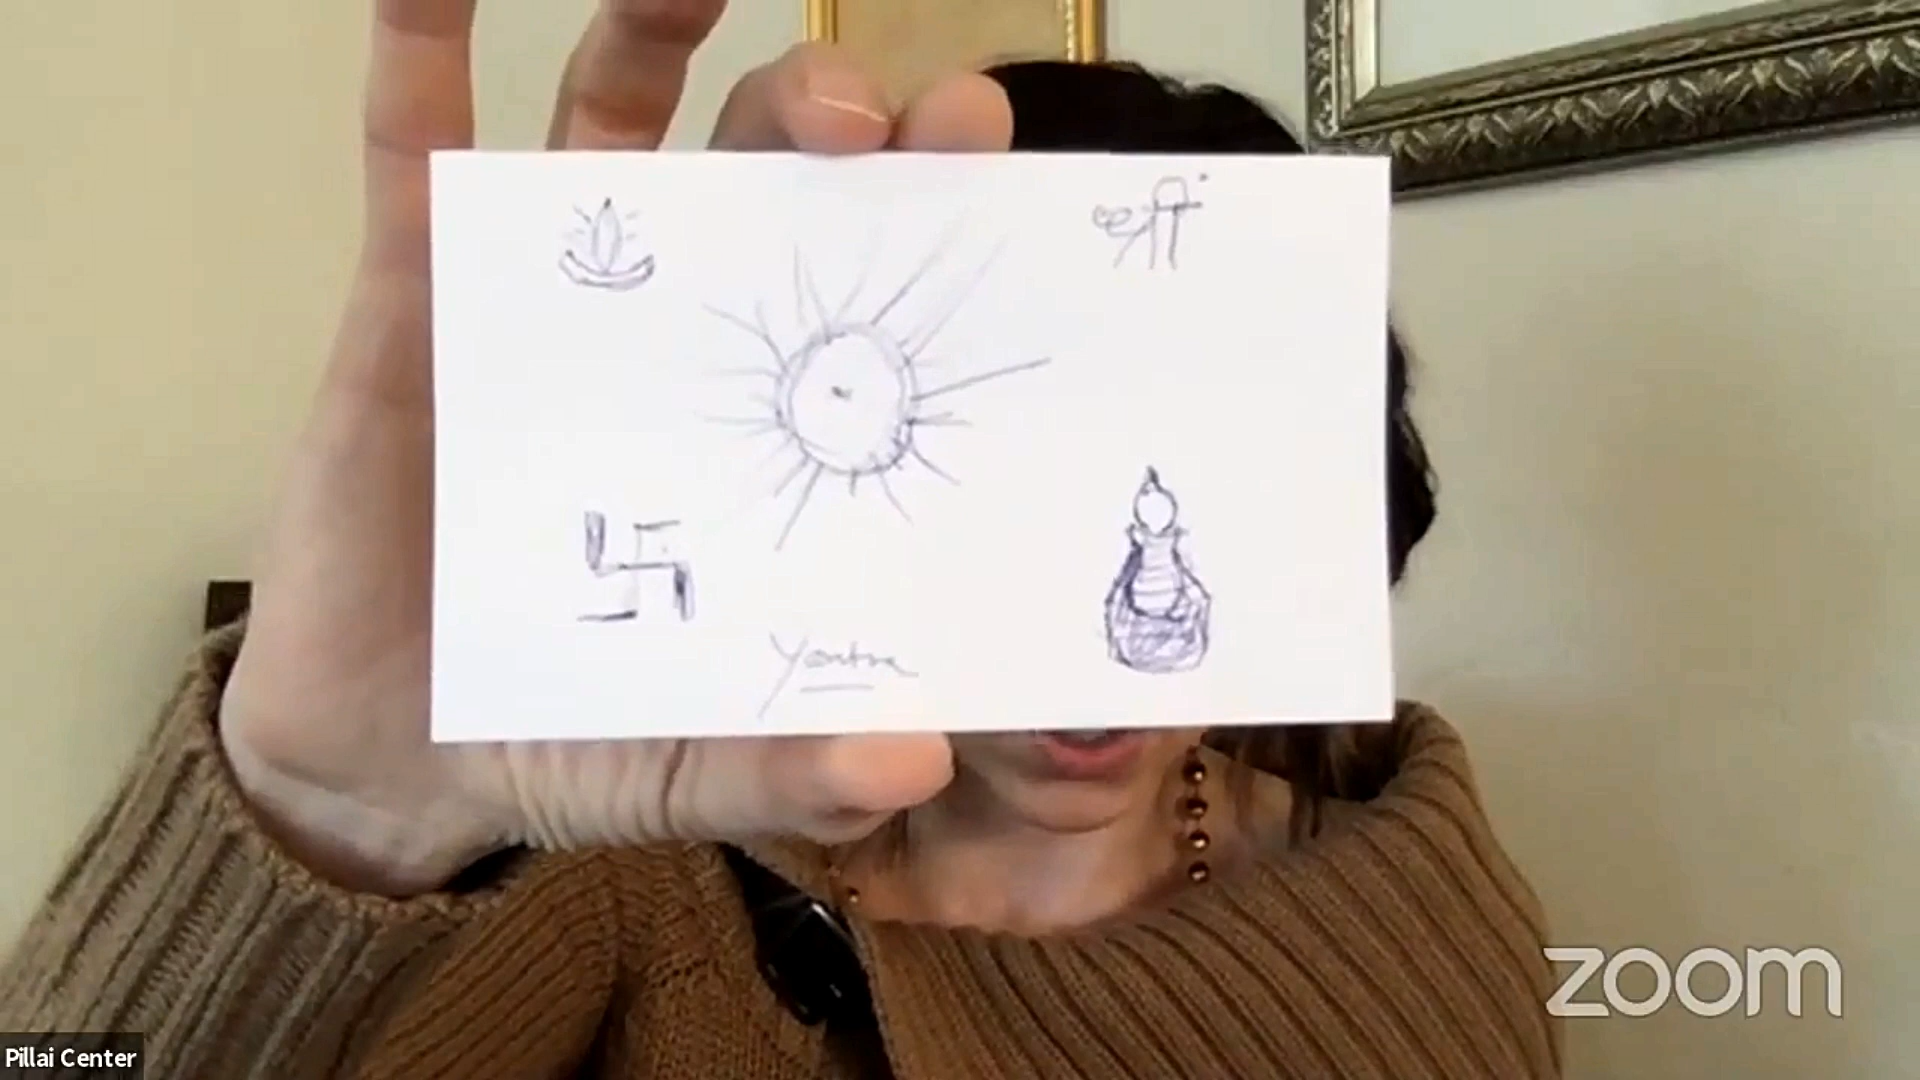 श्रीं
Yantra
zoom
Pillai Center